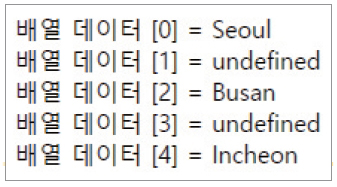 배열 데이터 [0] = Seoul
배열 데이터 [1] = undefined
배열 데이터 [2] = Busan
배열 데이터 [3] = undefined
배열 데이터 [4] = Incheon